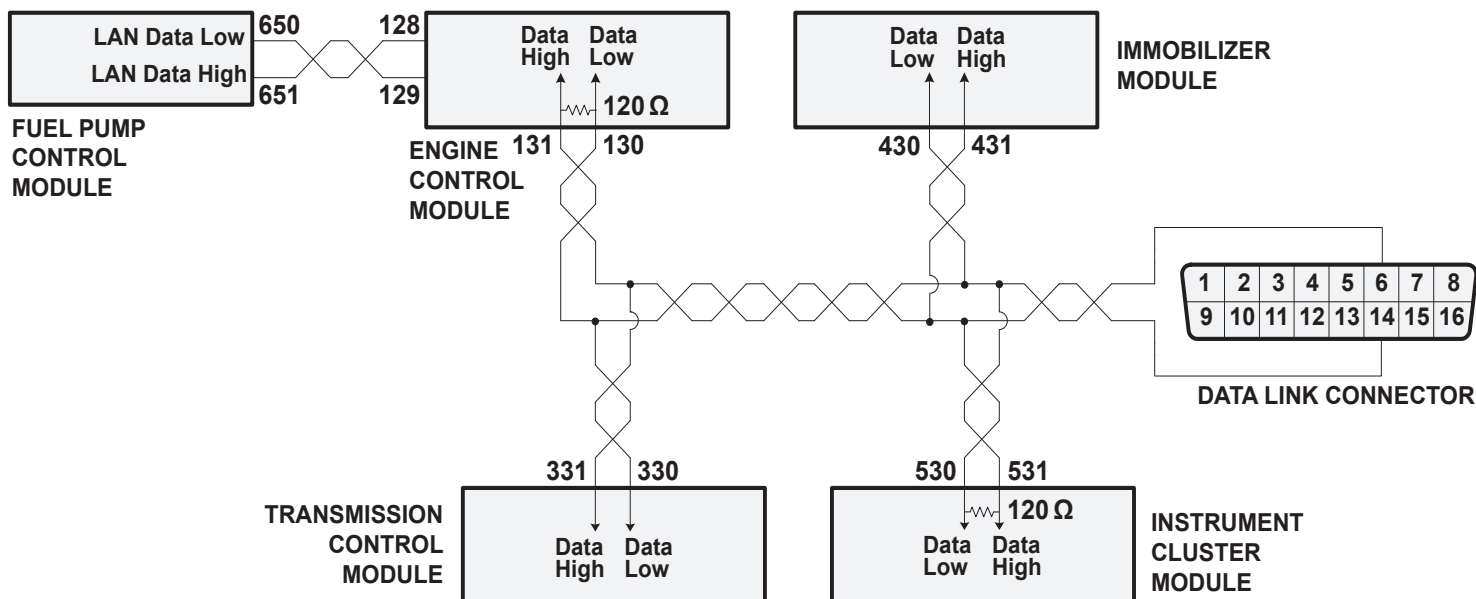 LAN Data Low
LAN Data High
650
651
128
129
FUEL PUMP
CONTROL
MODULE
Data
High
Data
Low
120 Ω
131
130
ENGINE
CONTROL
MODULE
Data
Low
Data
High
430
431
IMMOBILIZER
MODULE
1 2 3 4 5 6 7 8
9 10 11 12 13 14 15 16
DATA LINK CONNECTOR
331
330
TRANSMISSION
CONTROL
MODULE
Data
High
Data
Low
530
531
120 Ω
Data
Low
Data
High
INSTRUMENT
CLUSTER
MODULE